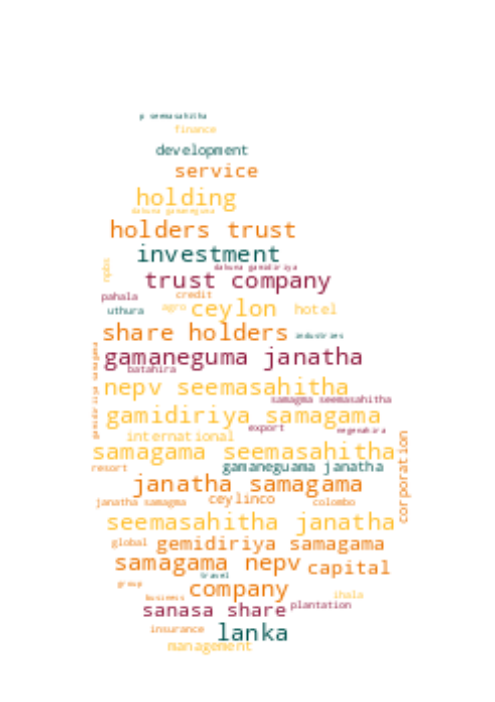 p seemasahitha
finance
development
service
holding
dakuna gamaneguma
holders trust
investment
dakuna gamidiriya
npbs
trust company
pahala
credit
uthura
agro
ceylon
hotel
share holders
industries
gamaneguma janatha
batahira
gamidiriya samagama
nepv seemasahitha
samagma seemasahitha
gamidiriya samagama
export
negenahira
international
samagama seemasahitha
corporation
resort
gamaneguama janatha
janatha samagama
janatha samagma
ceylinco
colombo
seemasahitha janatha
global
gemidiriya samagama
samagama nepv
capital
travel
group
company
business
ihala
sanasa share
plantation
insurance
lanka
management